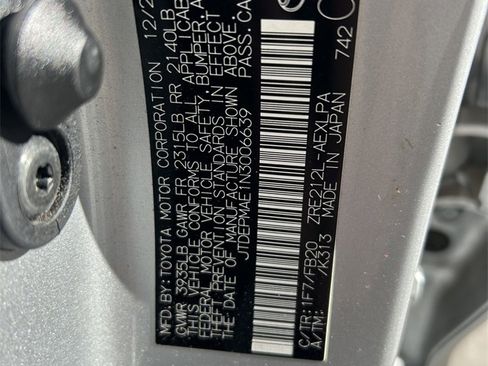 MFD.BY:TOYOTA MOTOR CORPORATION 12/2
GVWR 3935LB GAWR FR 2315LB RR 2140LB
THIS VEHICLE CONFORMS TO ALL APPLICAB
FEDERAL MOTOR VEHICLE SAFETY, BUMPER, A
THEFT PREVENTION STANDARDS IN EFFECT
THE DATE OF MANUFACTURE SHOWN ABOVE.
JTDEPMAE1N3006639 PASS.CA
C/TR:1F7/FB20 ZRE212L-AEXLPA
A/TM: /K313 MADE IN JAPAN 742